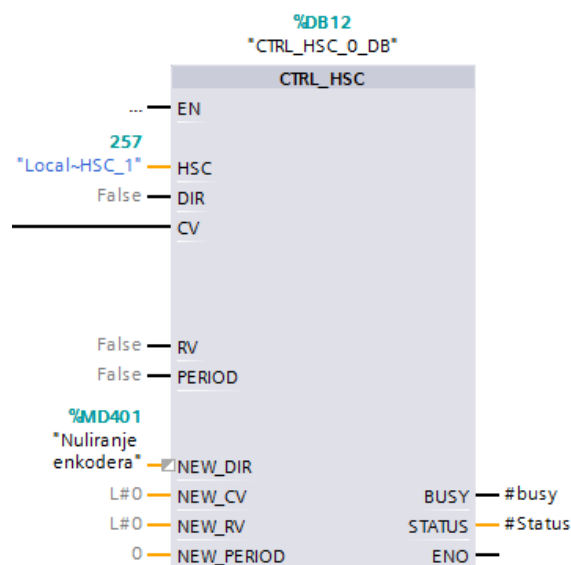 %DB12
"CTRL_HSC_0_DB"
CTRL_HSC
... EN
257
"Local~HSC_1" HSC
False DIR
CV
False RV
False PERIOD
%MD401
"Nuliranje
enkodera" NEW_DIR
L#0 NEW_CV BUSY #busy
L#0 NEW_RV STATUS #Status
0 NEW_PERIOD ENO